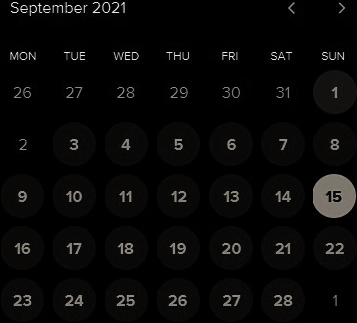 September 2021
MON TUE WED THU FRI SAT SUN
26 27 28 29 30 31 1
2 3 4 5 6 7 8
9 10 11 12 13 14 15
16 17 18 19 20 21 22
23 24 25 26 27 28 1